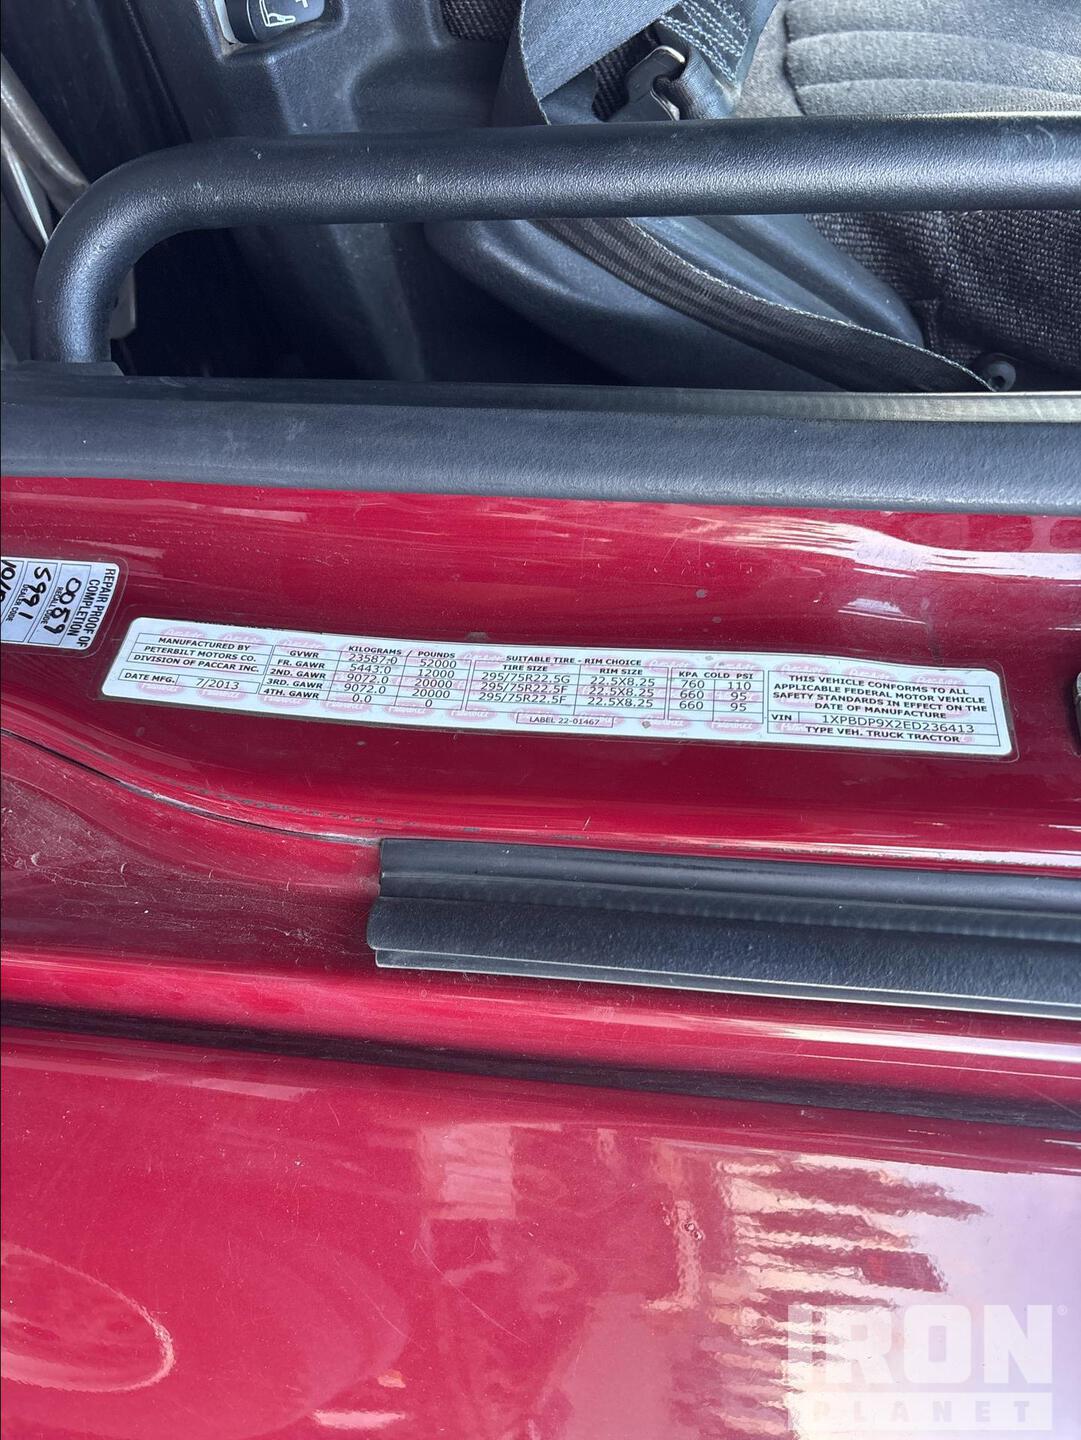 REPAIR PROOF OF
COMPLETION
0059
5991
MANUFACTURED BY
PETERBILT MOTORS CO.
DIVISION OF PACCAR INC.
DATE MFG. 7/2013
KILOGRAMS / POUNDS
GVWR 23587.0 52000
FR. GAWR 5443.0 12000
2ND. GAWR 9072.0 20000
3RD. GAWR 9072.0 20000
4TH. GAWR 0.0 0
SUITABLE TIRE - RIM CHOICE
TIRE SIZE RIM SIZE KPA COLD PSI
295/75R22.5G 22.5X8.25 760 110
295/75R22.5F 22.5X8.25 660 95
295/75R22.5F 22.5X8.25 660 95
LABEL 22-01467
THIS VEHICLE CONFORMS TO ALL
APPLICABLE FEDERAL MOTOR VEHICLE
SAFETY STANDARDS IN EFFECT ON THE
DATE OF MANUFACTURE
VIN 1XPBDP9X2ED236413
TYPE VEH. TRUCK TRACTOR
IRON
PLANET